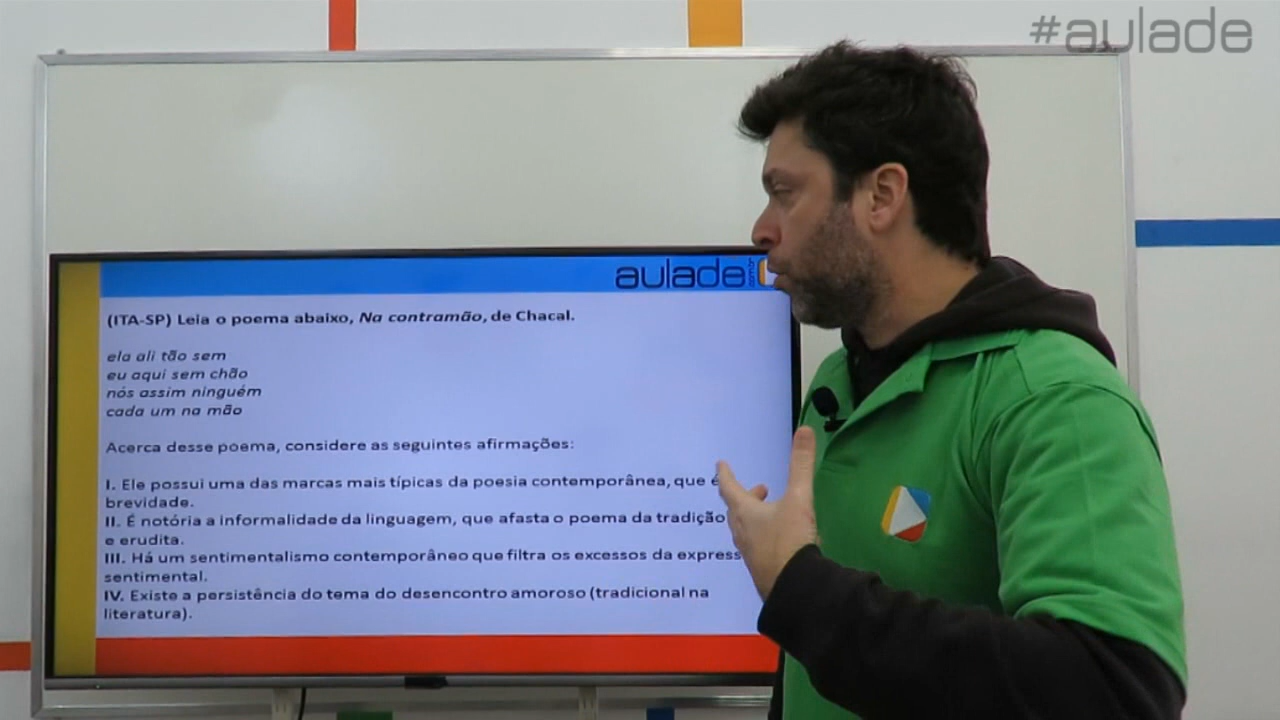 #aulade
aulade
.com.br
(ITA-SP) Leia o poema abaixo, Na contramão, de Chacal.
ela ali tão sem
eu aqui sem chão
nós assim ninguém
cada um na mão
Acerca desse poema, considere as seguintes afirmações:
I. Ele possui uma das marcas mais típicas da poesia contemporânea, que é
brevidade.
II. É notória a informalidade da linguagem, que afasta o poema da tradição
e erudita.
III. Há um sentimentalismo contemporâneo que filtra os excessos da express
sentimental.
IV. Existe a persistência do tema do desencontro amoroso (tradicional na
literatura).